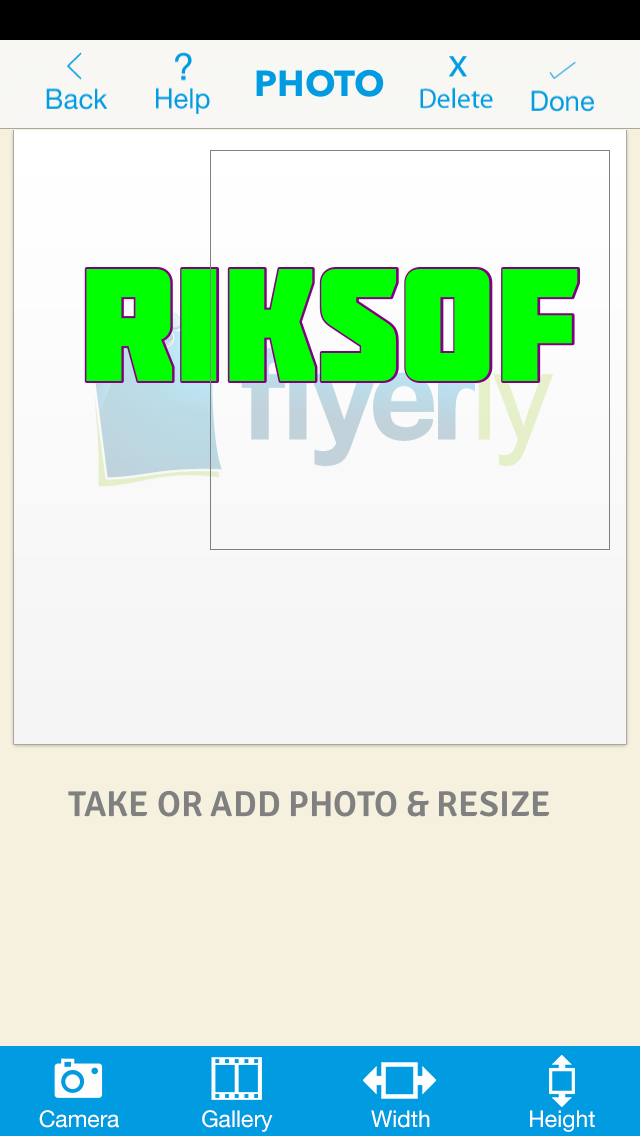 Back
? Help
PHOTO
X Delete
Done
RIKSOF
flyerly
TAKE OR ADD PHOTO & RESIZE
Camera
Gallery
Width
Height